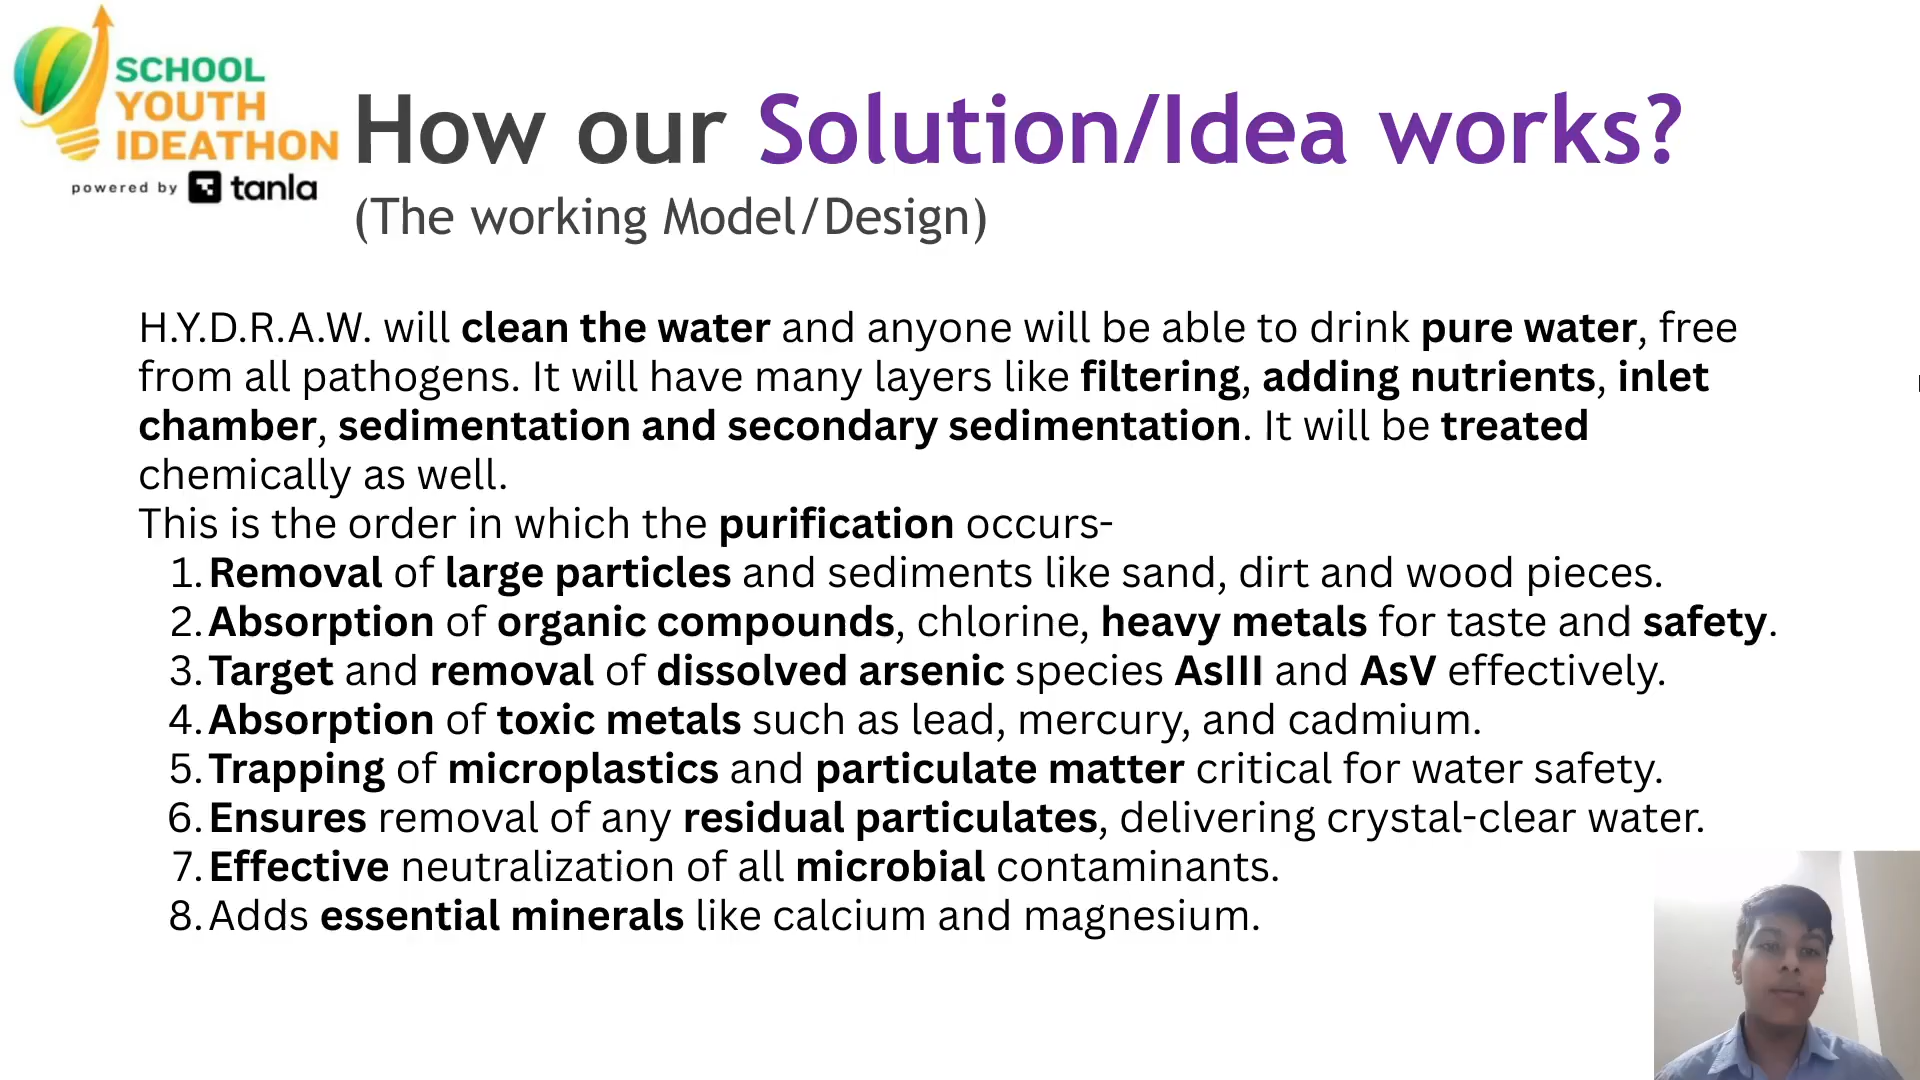 SCHOOL
YOUTH
IDEATHON
powered by tanla
How our Solution/Idea works?
(The working Model/Design)
H.Y.D.R.A.W. will clean the water and anyone will be able to drink pure water, free
from all pathogens. It will have many layers like filtering, adding nutrients, inlet
chamber, sedimentation and secondary sedimentation. It will be treated
chemically as well.
This is the order in which the purification occurs-
1. Removal of large particles and sediments like sand, dirt and wood pieces.
2. Absorption of organic compounds, chlorine, heavy metals for taste and safety.
3. Target and removal of dissolved arsenic species AsIII and AsV effectively.
4. Absorption of toxic metals such as lead, mercury, and cadmium.
5. Trapping of microplastics and particulate matter critical for water safety.
6. Ensures removal of any residual particulates, delivering crystal-clear water.
7. Effective neutralization of all microbial contaminants.
8. Adds essential minerals like calcium and magnesium.